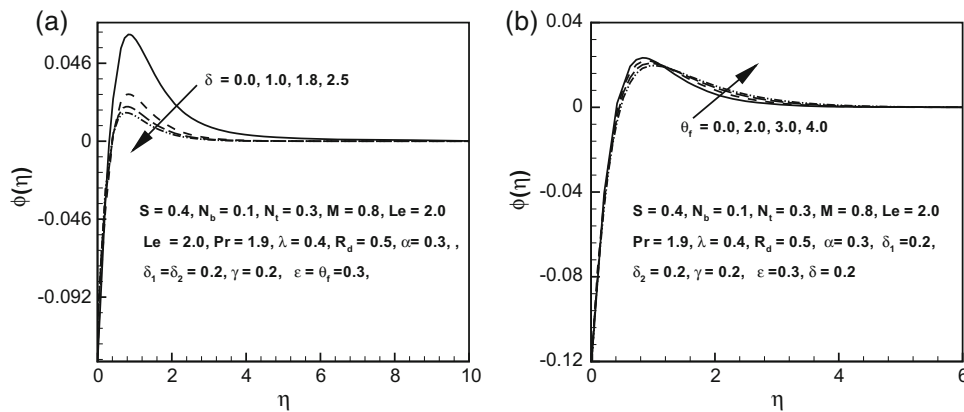 (a)
0.046
0
-0.046
-0.092
ϕ(η)
δ = 0.0, 1.0, 1.8, 2.5
S = 0.4, N_b = 0.1, N_t = 0.3, M = 0.8, Le = 2.0
Le = 2.0, Pr = 1.9, λ = 0.4, R_d = 0.5, α = 0.3, ,
δ_1 = δ_2 = 0.2, γ = 0.2, ε = θ_f = 0.3,
0 2 4 6 8 10
η
(b)
0.04
0
-0.04
-0.08
-0.12
ϕ(η)
θ_f = 0.0, 2.0, 3.0, 4.0
S = 0.4, N_b = 0.1, N_t = 0.3, M = 0.8, Le = 2.0
Pr = 1.9, λ = 0.4, R_d = 0.5, α = 0.3, δ_1 = 0.2,
δ_2 = 0.2, γ = 0.2, ε = 0.3, δ = 0.2
0 2 4 6
η